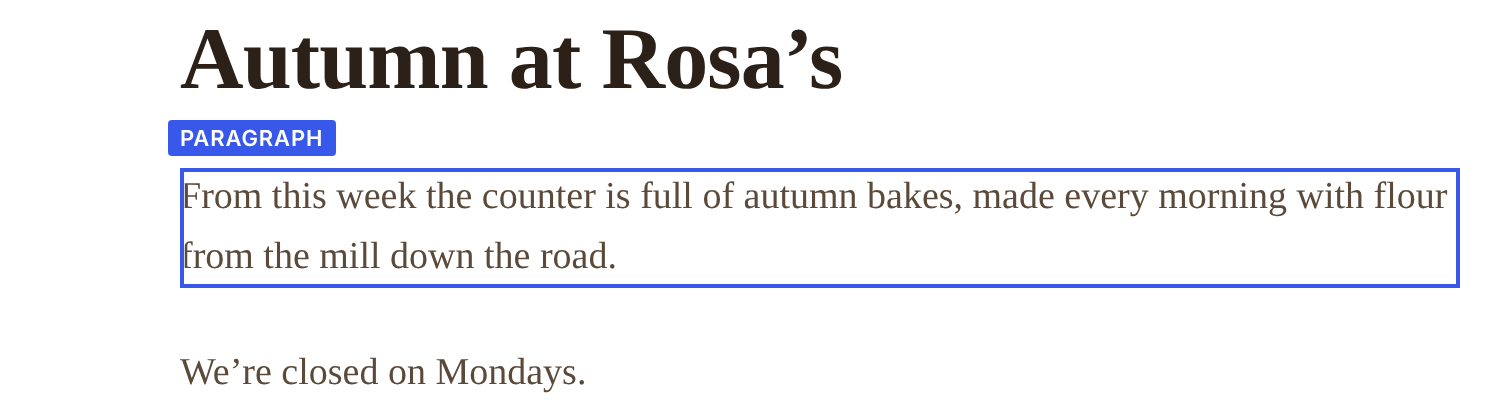 Autumn at Rosa’s
PARAGRAPH
From this week the counter is full of autumn bakes, made every morning with flour
from the mill down the road.
We’re closed on Mondays.